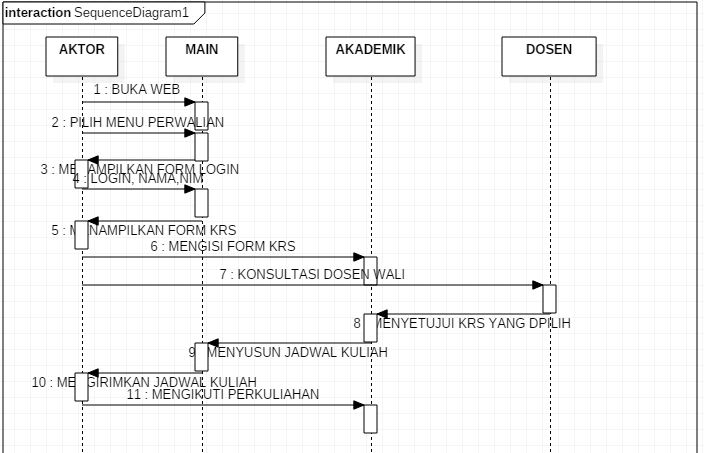 interaction SequenceDiagram1
AKTOR
MAIN
AKADEMIK
DOSEN
1 : BUKA WEB
2 : PILIH MENU PERWALIAN
3 : MENAMPILKAN FORM LOGIN
4 : LOGIN, NAMA,NIM
5 : MENAMPILKAN FORM KRS
6 : MENGISI FORM KRS
7 : KONSULTASI DOSEN WALI
8 : MENYETUJUI KRS YANG DPILIH
9 : MENYUSUN JADWAL KULIAH
10 : MENGIRIMKAN JADWAL KULIAH
11 : MENGIKUTI PERKULIAHAN